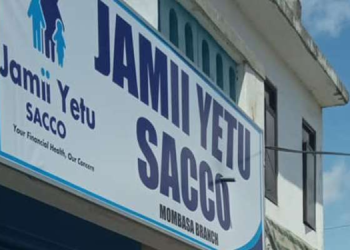 Jamii Yetu
SACCO
Your Financial Health, Our Concern
JAMII YETU
SACCO
MOMBASA BRANCH